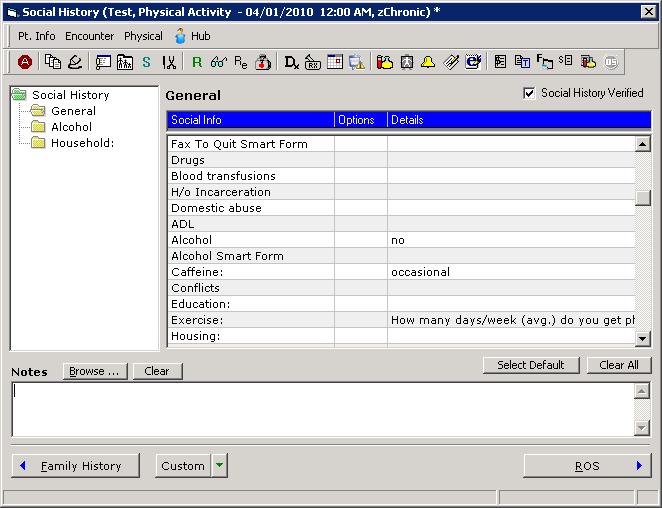 Social History (Test, Physical Activity - 04/01/2010 12:00 AM, zChronic) *
Pt. Info Encounter Physical Hub
A S R Re Dx RX
Social History
General
Alcohol
Household:
General
Social History Verified
Social Info Options Details
Fax To Quit Smart Form
Drugs
Blood transfusions
H/o Incarceration
Domestic abuse
ADL
Alcohol no
Alcohol Smart Form
Caffeine: occasional
Conflicts
Education:
Exercise: How many days/week (avg.) do you get ph
Housing:
Notes Browse ... Clear Select Default Clear All
Family History Custom ROS